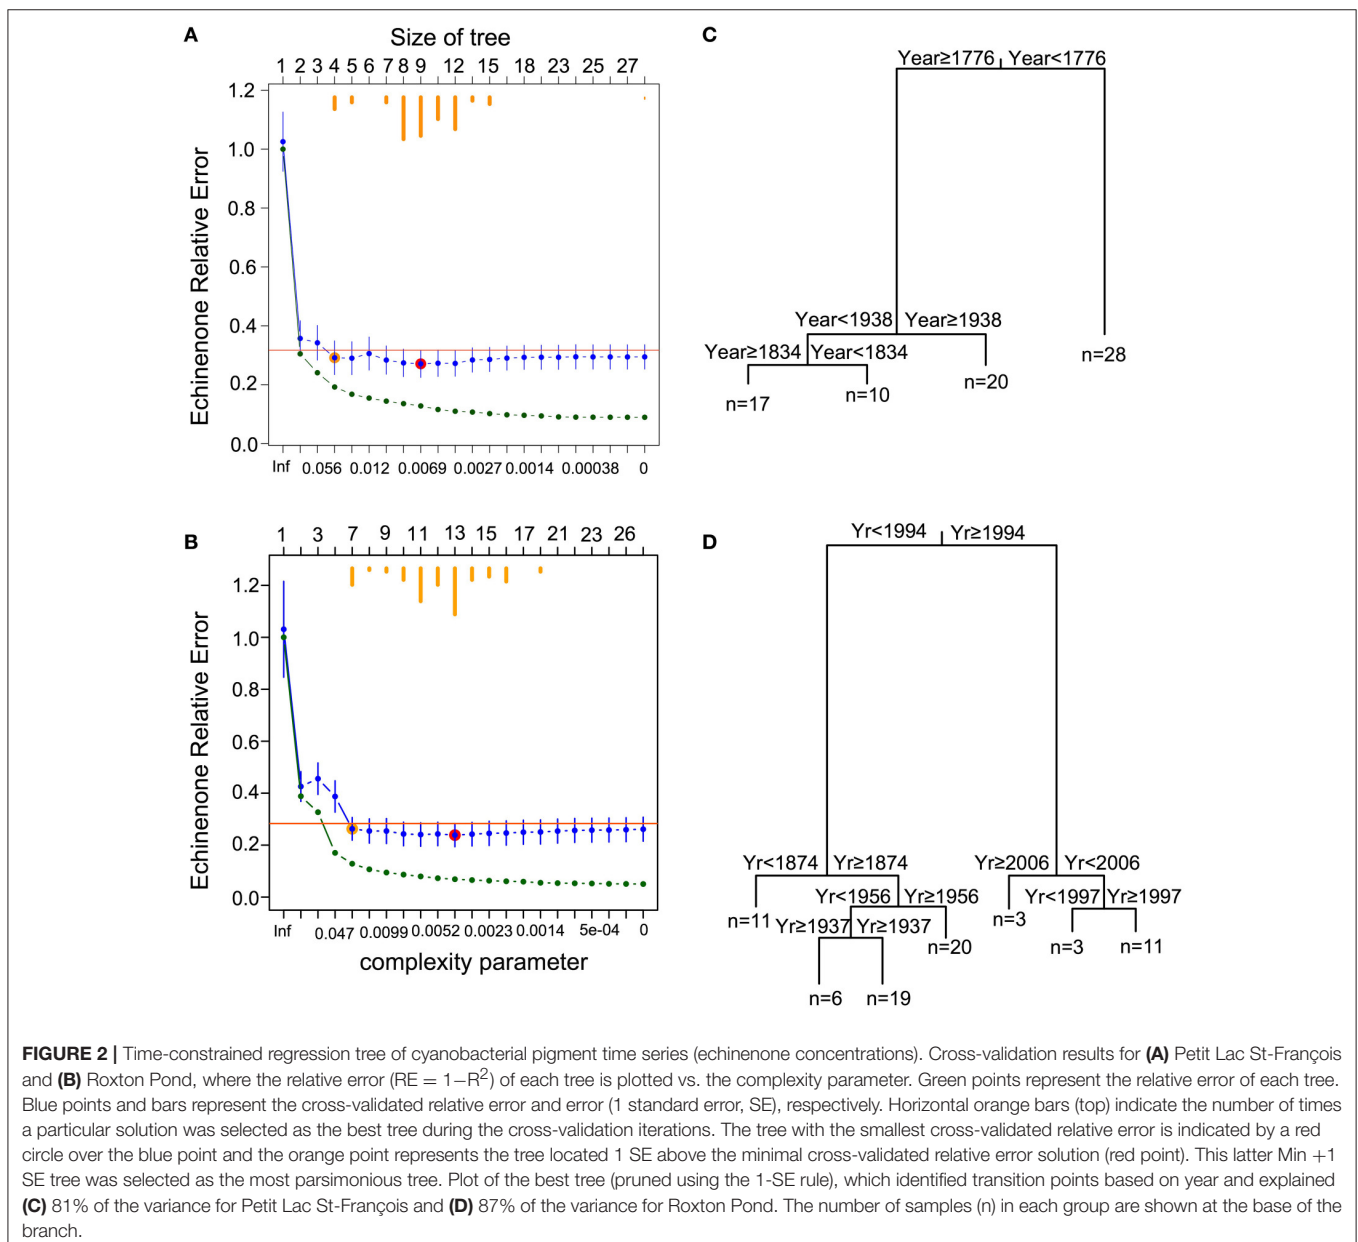 A
Size of tree
1 2 3 4 5 6 7 8 9 12 15 18 23 25 27
Echinenone Relative Error
1.2
1.0
0.8
0.6
0.4
0.2
0.0
Inf 0.056 0.012 0.0069 0.0027 0.0014 0.00038 0
C
Year≥1776 Year<1776
Year<1938 Year≥1938
Year≥1834 Year<1834
n=28
n=20
n=10
n=17
B
1 3 7 9 11 13 15 17 21 23 26
Echinenone Relative Error
1.2
1.0
0.8
0.6
0.4
0.2
0.0
Inf 0.047 0.0099 0.0052 0.0023 0.0014 5e-04 0
complexity parameter
D
Yr<1994 Yr≥1994
Yr<1874 Yr≥1874 Yr≥2006 Yr<2006
Yr<1956 Yr≥1956 Yr<1997 Yr≥1997
n=11 Yr≥1937 Yr≥1937 n=3
n=20 n=3 n=11
n=6 n=19
FIGURE 2 | Time-constrained regression tree of cyanobacterial pigment time series (echinenone concentrations). Cross-validation results for (A) Petit Lac St-François
and (B) Roxton Pond, where the relative error (RE = 1−R²) of each tree is plotted vs. the complexity parameter. Green points represent the relative error of each tree.
Blue points and bars represent the cross-validated relative error and error (1 standard error, SE), respectively. Horizontal orange bars (top) indicate the number of times
a particular solution was selected as the best tree during the cross-validation iterations. The tree with the smallest cross-validated relative error is indicated by a red
circle over the blue point and the orange point represents the tree located 1 SE above the minimal cross-validated relative error solution (red point). This latter Min +1
SE tree was selected as the most parsimonious tree. Plot of the best tree (pruned using the 1-SE rule), which identified transition points based on year and explained
(C) 81% of the variance for Petit Lac St-François and (D) 87% of the variance for Roxton Pond. The number of samples (n) in each group are shown at the base of the
branch.